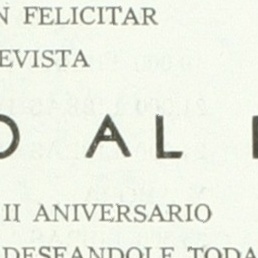 N FELICITAR
EVISTA
O AL
II ANIVERSARIO
DESEANDOLE TODA